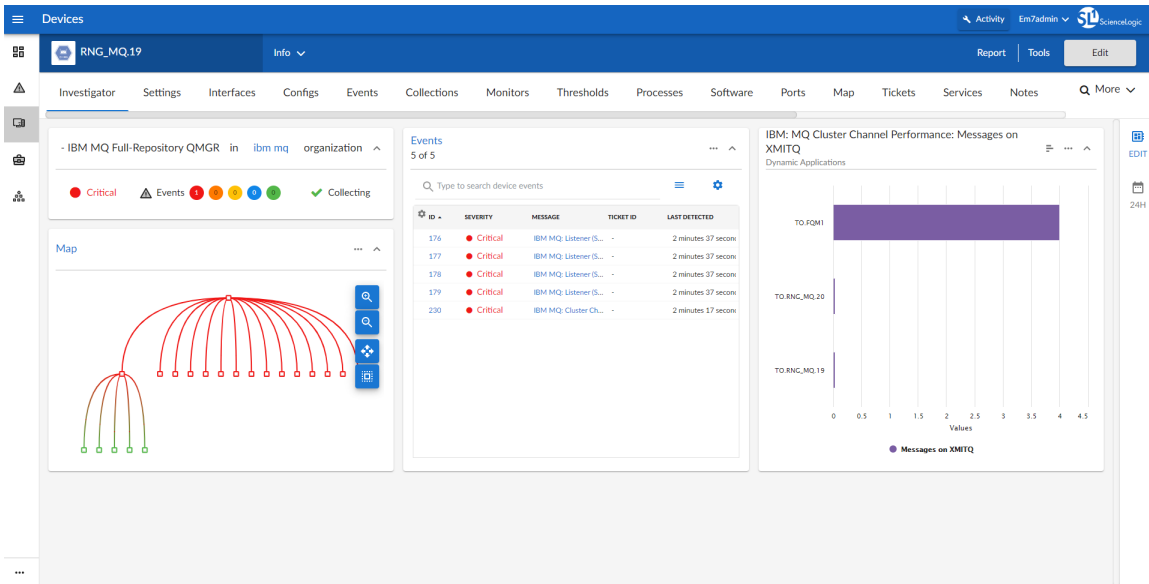 Devices
Activity
Em7admin
ScienceLogic
RNG_MQ.19
Info
Report
Tools
Edit
Investigator Settings Interfaces Configs Events Collections Monitors Thresholds Processes Software Ports Map Tickets Services Notes
More
- IBM MQ Full-Repository QMGR in ibm mq organization
Critical
Events 1 0 0 0 0
Collecting
Map
Events
5 of 5
Type to search device events
ID SEVERITY MESSAGE TICKET ID LAST DETECTED
176 Critical IBM MQ: Listener (S... - 2 minutes 37 secon
177 Critical IBM MQ: Listener (S... - 2 minutes 37 secon
178 Critical IBM MQ: Listener (S... - 2 minutes 37 secon
179 Critical IBM MQ: Listener (S... - 2 minutes 37 secon
230 Critical IBM MQ: Cluster Ch... - 2 minutes 17 secon
IBM: MQ Cluster Channel Performance: Messages on
XMITQ
Dynamic Applications
TO.FQM1
TO.RNG_MQ.20
TO.RNG_MQ.19
0 0.5 1 1.5 2 2.5 3 3.5 4 4.5
Values
Messages on XMITQ
EDIT
24H